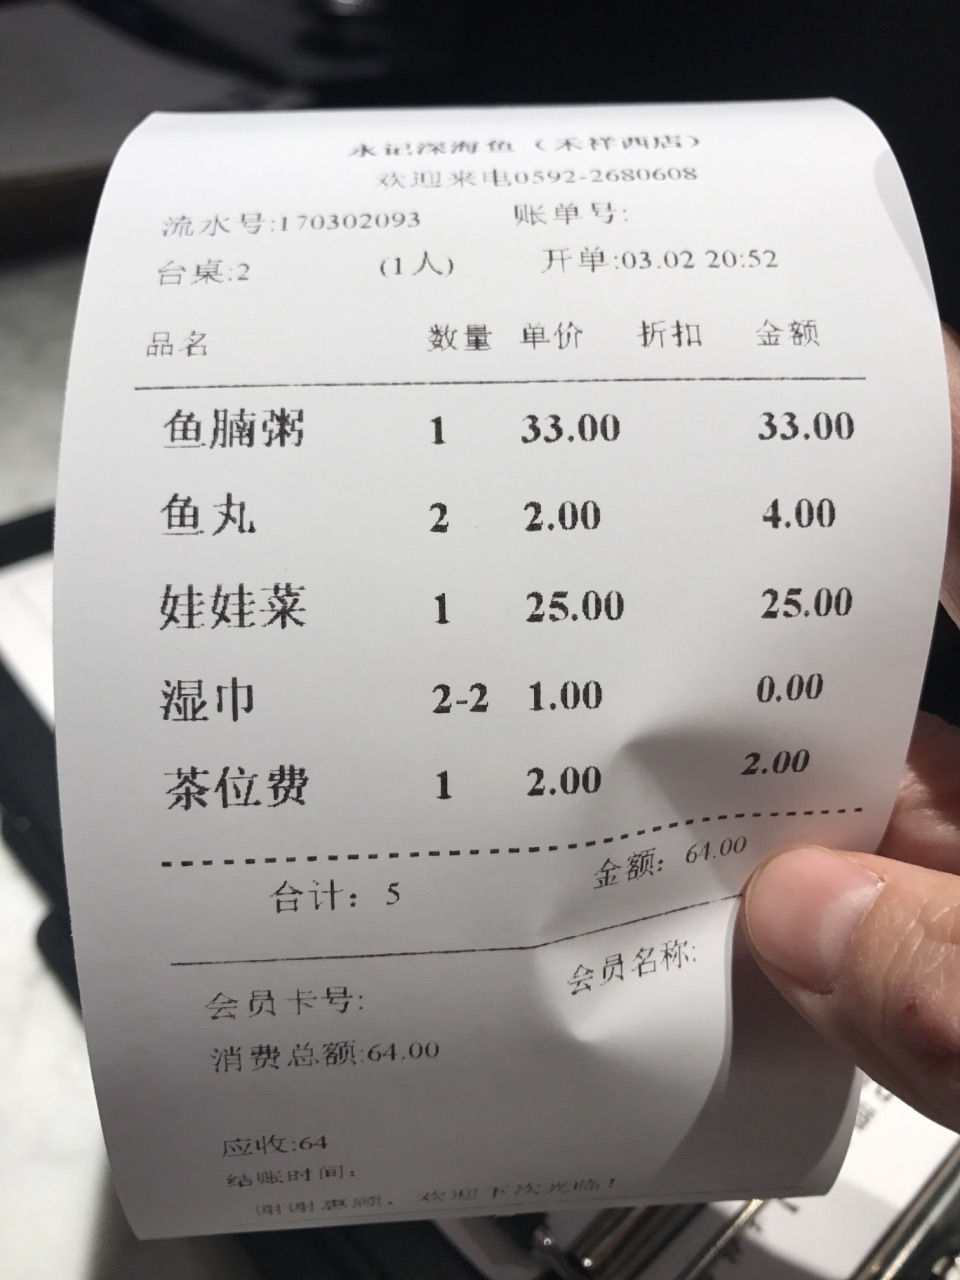 永记深海鱼（禾祥西店）
欢迎来电0592-2680608
流水号:170302093 账单号:
台桌:2 (1人) 开单:03.02 20:52
品名 数量 单价 折扣 金额
鱼腩粥 1 33.00 33.00
鱼丸 2 2.00 4.00
娃娃菜 1 25.00 25.00
湿巾 2-2 1.00 0.00
茶位费 1 2.00 2.00
合计：5 金额：64.00
会员卡号: 会员名称:
消费总额:64.00
应收:64
结账时间:
谢谢惠顾，欢迎下次光临！